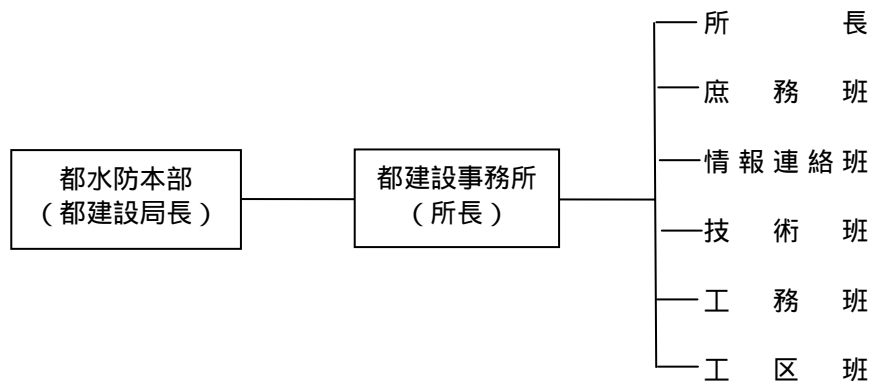 都水防本部
（都建設局長）
都建設事務所
（所長）
所長
庶務班
情報連絡班
技術班
工務班
工区班